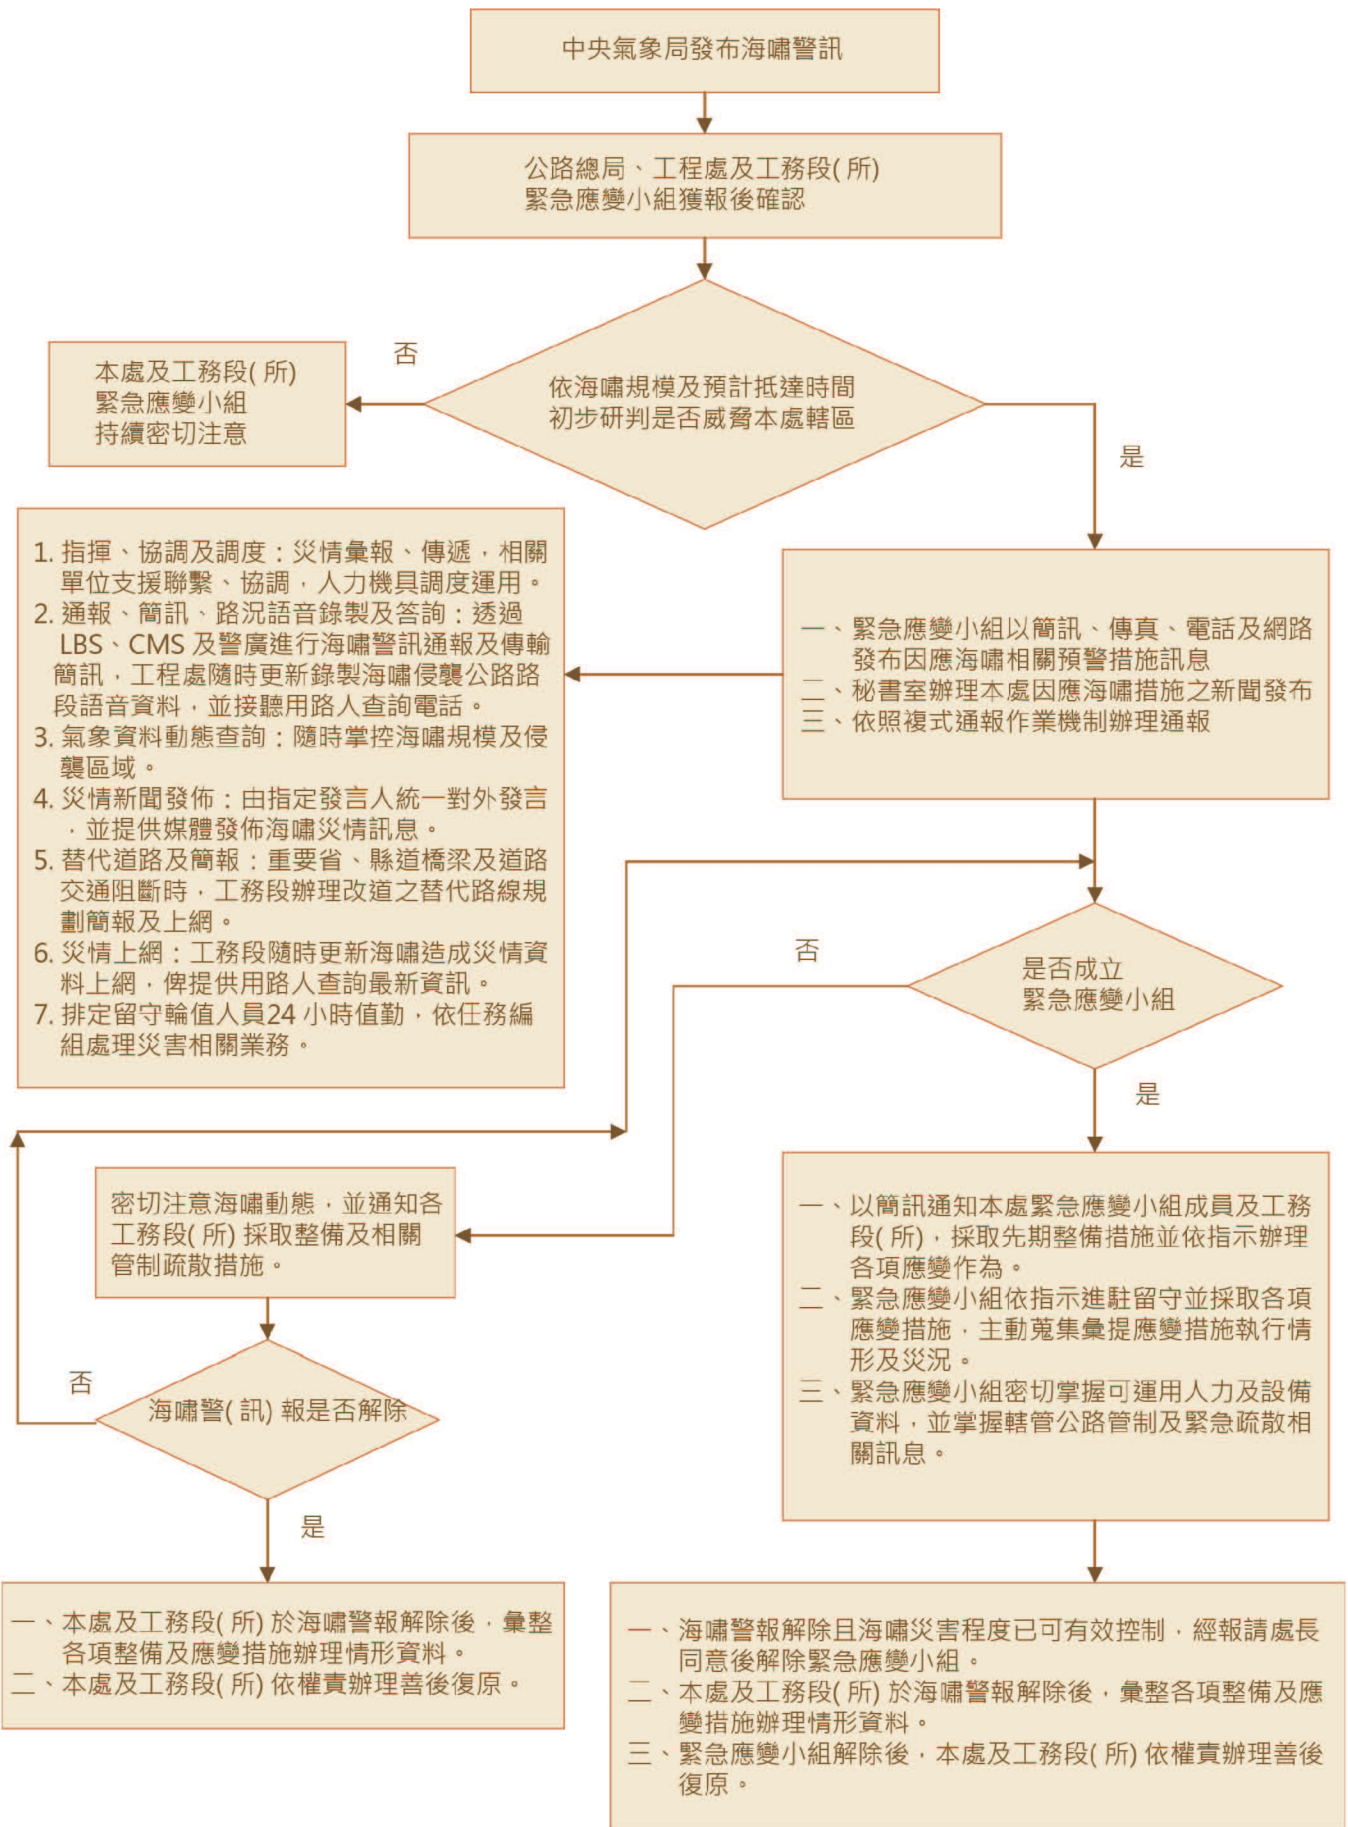 中央氣象局發布海嘯警訊
公路總局、工程處及工務段( 所)
緊急應變小組獲報後確認
依海嘯規模及預計抵達時間
初步研判是否威脅本處轄區
否
本處及工務段( 所)
緊急應變小組
持續密切注意
是
一、緊急應變小組以簡訊、傳真、電話及網路
發布因應海嘯相關預警措施訊息
二、秘書室辦理本處因應海嘯措施之新聞發布
三、依照複式通報作業機制辦理通報
1. 指揮、協調及調度：災情彙報、傳遞，相關
單位支援聯繫、協調，人力機具調度運用。
2. 通報、簡訊、路況語音錄製及答詢：透過
LBS、CMS 及警廣進行海嘯警訊通報及傳輸
簡訊，工程處隨時更新錄製海嘯侵襲公路路
段語音資料，並接聽用路人查詢電話。
3. 氣象資料動態查詢：隨時掌控海嘯規模及侵
襲區域。
4. 災情新聞發佈：由指定發言人統一對外發言
，並提供媒體發佈海嘯災情訊息。
5. 替代道路及簡報：重要省、縣道橋梁及道路
交通阻斷時，工務段辦理改道之替代路線規
劃簡報及上網。
6. 災情上網：工務段隨時更新海嘯造成災情資
料上網，俾提供用路人查詢最新資訊。
7. 排定留守輪值人員24 小時值勤，依任務編
組處理災害相關業務。
是否成立
緊急應變小組
否
是
密切注意海嘯動態，並通知各
工務段( 所) 採取整備及相關
管制疏散措施。
海嘯警( 訊) 報是否解除
否
是
一、本處及工務段( 所) 於海嘯警報解除後，彙整
各項整備及應變措施辦理情形資料。
二、本處及工務段( 所) 依權責辦理善後復原。
一、以簡訊通知本處緊急應變小組成員及工務
段( 所)，採取先期整備措施並依指示辦理
各項應變作為。
二、緊急應變小組依指示進駐留守並採取各項
應變措施，主動蒐集彙提應變措施執行情
形及災況。
三、緊急應變小組密切掌握可運用人力及設備
資料，並掌握轄管公路管制及緊急疏散相
關訊息。
一、海嘯警報解除且海嘯災害程度已可有效控制，經報請處長
同意後解除緊急應變小組。
二、本處及工務段( 所) 於海嘯警報解除後，彙整各項整備及應
變措施辦理情形資料。
三、緊急應變小組解除後，本處及工務段( 所) 依權責辦理善後
復原。